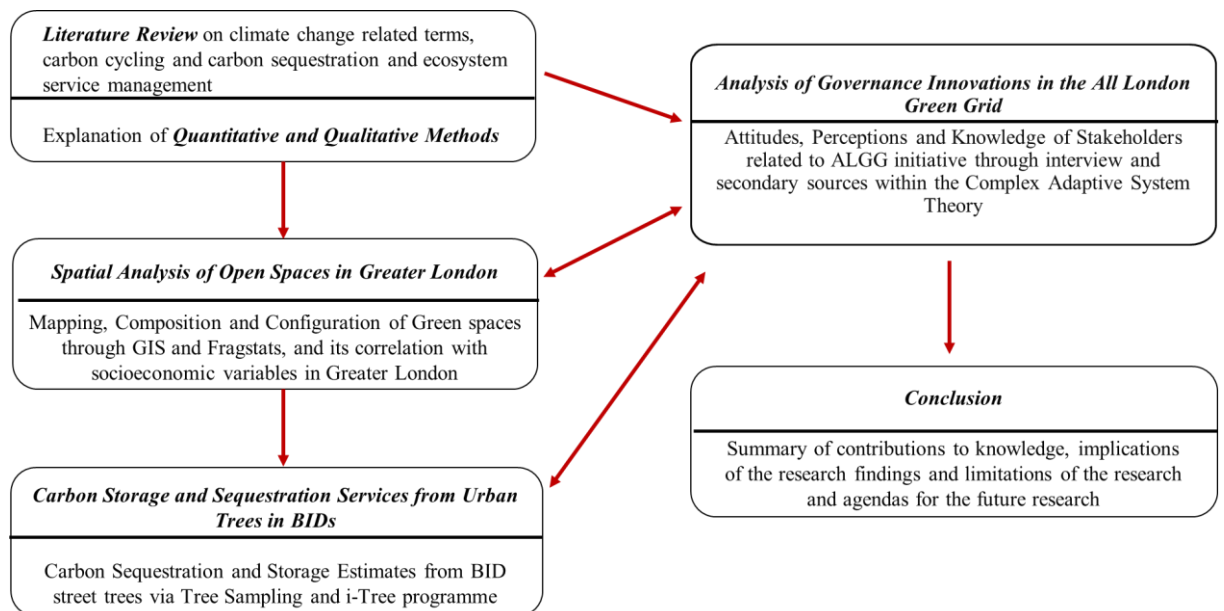 Literature Review on climate change related terms,
carbon cycling and carbon sequestration and ecosystem
service management
Explanation of Quantitative and Qualitative Methods
Spatial Analysis of Open Spaces in Greater London
Mapping, Composition and Configuration of Green spaces
through GIS and Fragstats, and its correlation with
socioeconomic variables in Greater London
Carbon Storage and Sequestration Services from Urban
Trees in BIDs
Carbon Sequestration and Storage Estimates from BID
street trees via Tree Sampling and i-Tree programme
Analysis of Governance Innovations in the All London
Green Grid
Attitudes, Perceptions and Knowledge of Stakeholders
related to ALGG initiative through interview and
secondary sources within the Complex Adaptive System
Theory
Conclusion
Summary of contributions to knowledge, implications
of the research findings and limitations of the research
and agendas for the future research